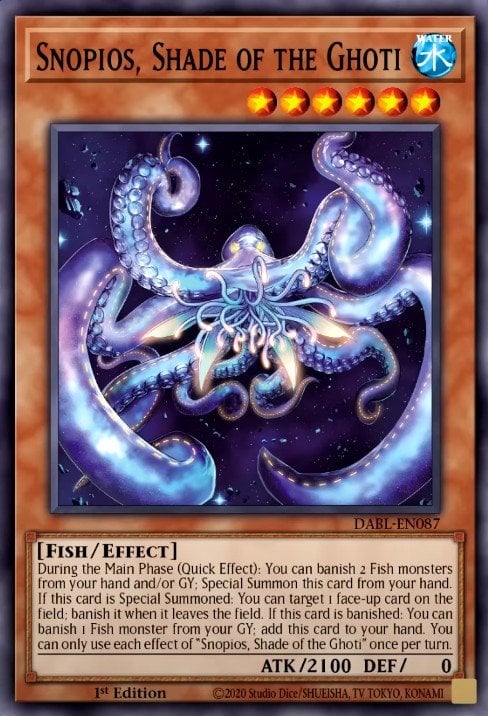 Snopios, Shade of the Ghoti
WATER
水
DABL-EN087
[Fish/Effect]
During the Main Phase (Quick Effect): You can banish 2 Fish monsters
from your hand and/or GY; Special Summon this card from your hand.
If this card is Special Summoned: You can target 1 face-up card on the
field; banish it when it leaves the field. If this card is banished: You can
banish 1 Fish monster from your GY; add this card to your hand. You
can only use each effect of "Snopios, Shade of the Ghoti" once per turn.
ATK/2100 DEF/ 0
1st Edition
©2020 Studio Dice/SHUEISHA, TV TOKYO, KONAMI